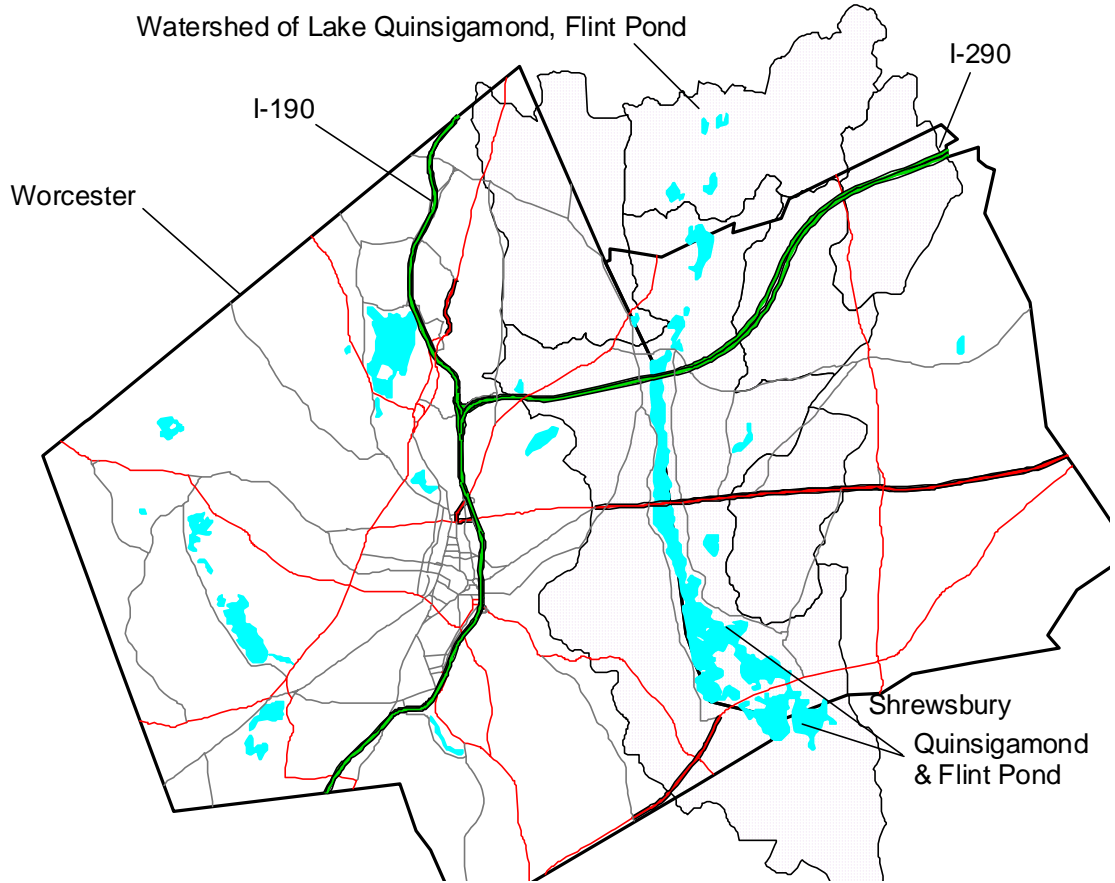 Watershed of Lake Quinsigamond, Flint Pond
I-290
I-190
Worcester
Shrewsbury
Quinsigamond
& Flint Pond